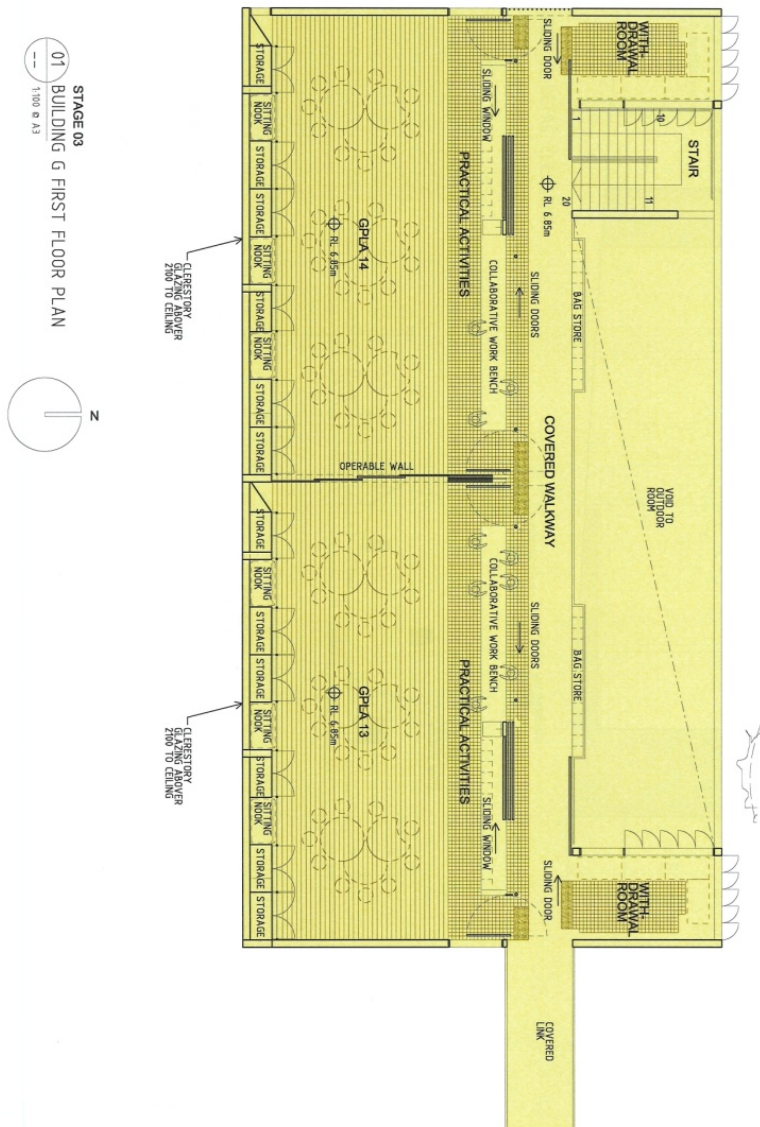 STAIR
10
11
1
20
VOID TO
OUTDOOR
ROOM
WITH-
DRAWAL
ROOM
WITH-
DRAWAL
ROOM
BAG STORE
BAG STORE
SLIDING DOOR
RL 6.85m
COVERED WALKWAY
SLIDING DOOR
COVERED
LINK
SLIDING DOORS
SLIDING DOORS
SLIDING WINDOW
COLLABORATIVE WORK BENCH
COLLABORATIVE WORK BENCH
SLIDING WINDOW
PRACTICAL ACTIVITIES
PRACTICAL ACTIVITIES
OPERABLE WALL
GPLA 14
RL 6.85m
GPLA 13
RL 6.85m
STORAGE
SITTING
NOOK
STORAGE
STORAGE
SITTING
NOOK
STORAGE
SITTING
NOOK
STORAGE
STORAGE
STORAGE
SITTING
NOOK
STORAGE
STORAGE
SITTING
NOOK
STORAGE
SITTING
NOOK
STORAGE
STORAGE
CLERESTORY
GLAZING ABOVER
2100 TO CEILING
CLERESTORY
GLAZING ABOVER
2100 TO CEILING
N
STAGE 03
01 BUILDING G FIRST FLOOR PLAN
-- 1:100 @ A3